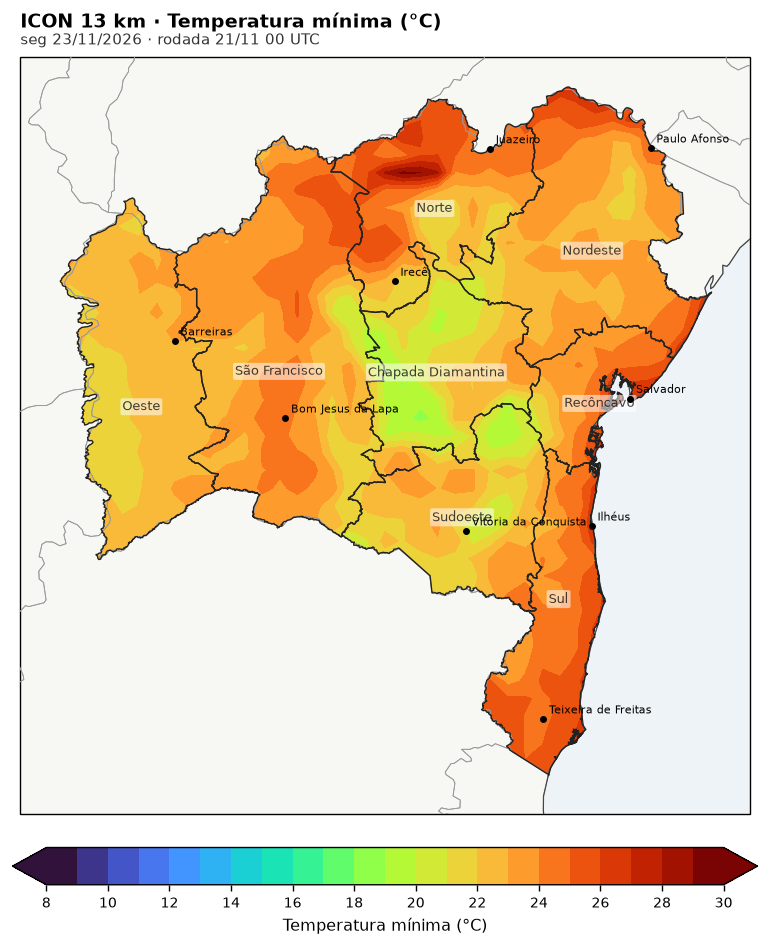 ICON 13 km · Temperatura mínima (°C)
seg 23/11/2026 · rodada 21/11 00 UTC
Juazeiro
Paulo Afonso
Norte
Nordeste
Irecê
Barreiras
São Francisco
Chapada Diamantina
Salvador
Oeste
Bom Jesus da Lapa
Recôncavo
Sudoeste
Vitória da Conquista
Ilhéus
Sul
Teixeira de Freitas
8 10 12 14 16 18 20 22 24 26 28 30
Temperatura mínima (°C)